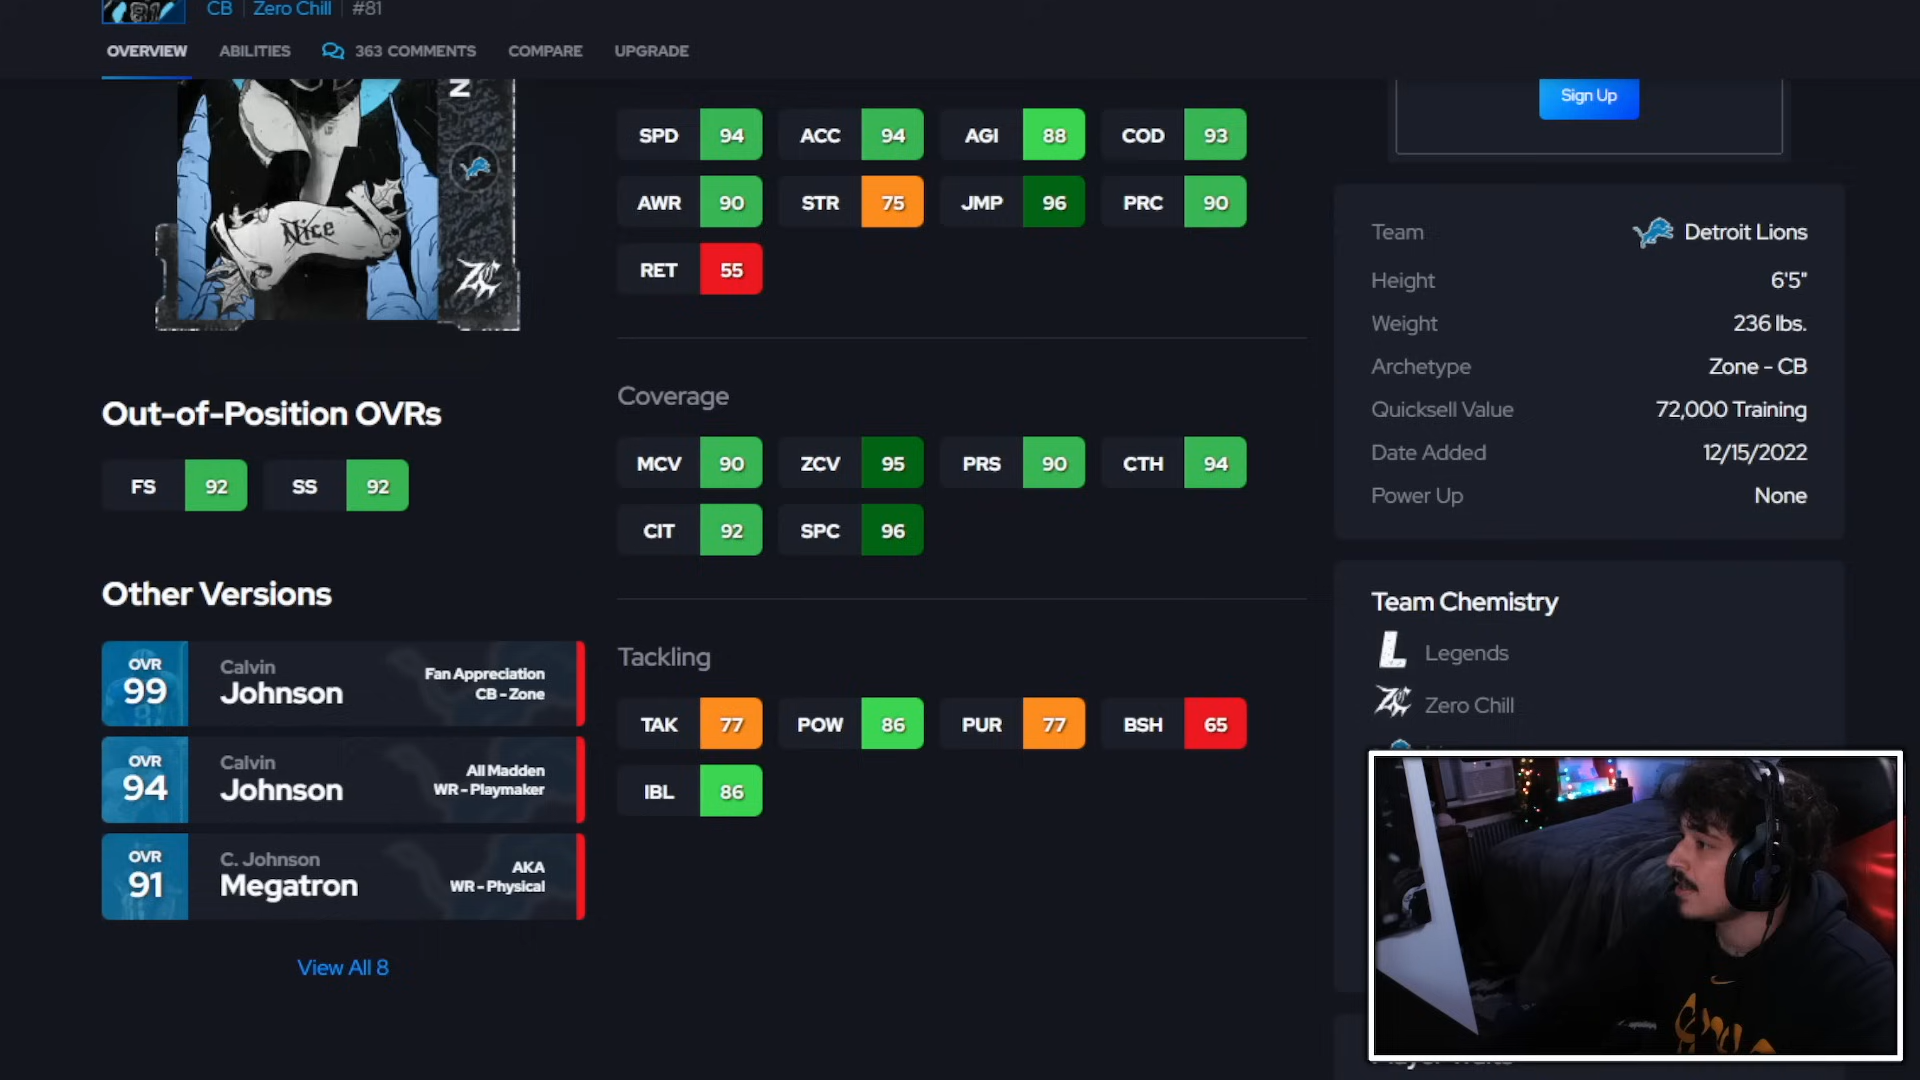 CB Zero Chill #81
OVERVIEW ABILITIES 363 COMMENTS COMPARE UPGRADE
N
Nice
ZC
SPD 94 ACC 94 AGI 88 COD 93
AWR 90 STR 75 JMP 96 PRC 90
RET 55
Sign Up
Team Detroit Lions
Height 6'5"
Weight 236 lbs.
Archetype Zone - CB
Quicksell Value 72,000 Training
Date Added 12/15/2022
Power Up None
Out-of-Position OVRs
FS 92 SS 92
Coverage
MCV 90 ZCV 95 PRS 90 CTH 94
CIT 92 SPC 96
Other Versions
OVR 99 Calvin Johnson Fan Appreciation CB - Zone
OVR 94 Calvin Johnson All Madden WR - Playmaker
OVR 91 C. Johnson Megatron AKA WR - Physical
View All 8
Tackling
TAK 77 POW 86 PUR 77 BSH 65
IBL 86
Team Chemistry
L Legends
ZC Zero Chill